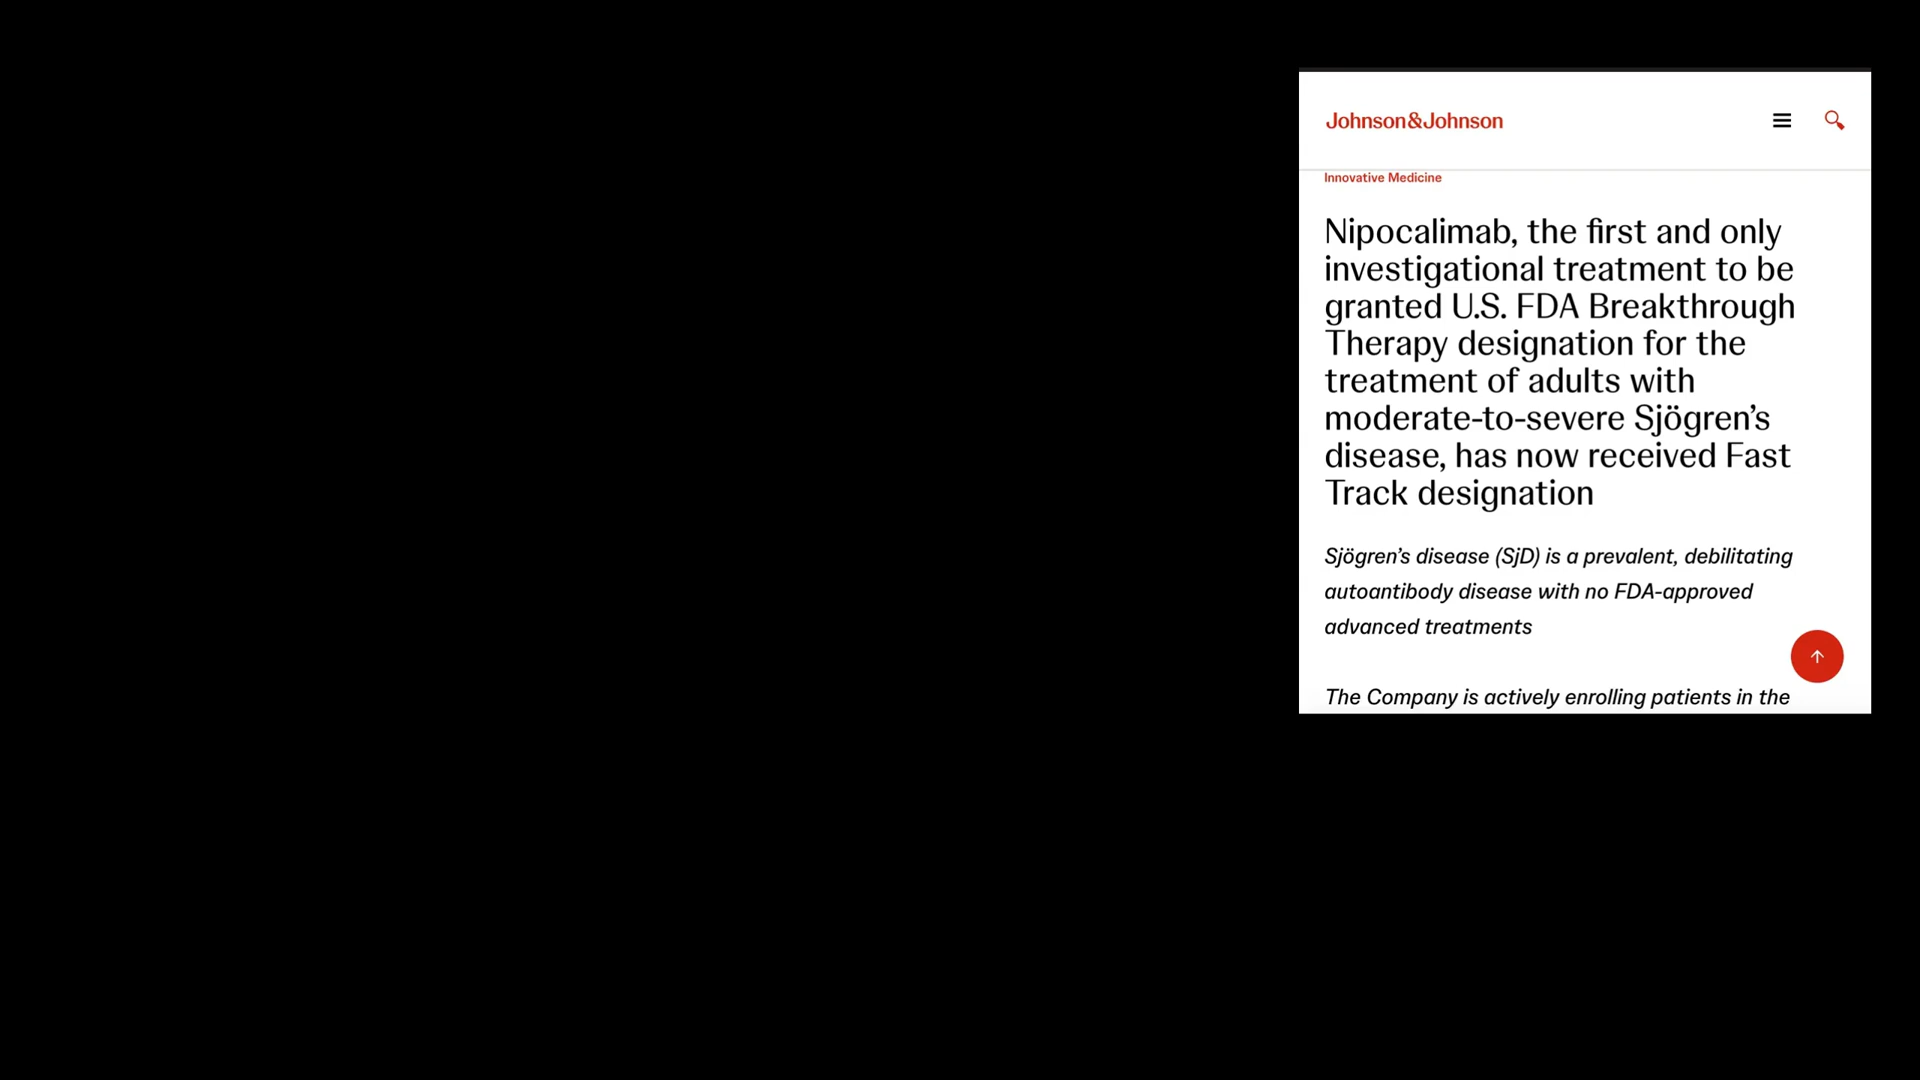 Johnson&Johnson
Innovative Medicine
Nipocalimab, the first and only
investigational treatment to be
granted U.S. FDA Breakthrough
Therapy designation for the
treatment of adults with
moderate-to-severe Sjögren’s
disease, has now received Fast
Track designation
Sjögren’s disease (SjD) is a prevalent, debilitating
autoantibody disease with no FDA-approved
advanced treatments
The Company is actively enrolling patients in the